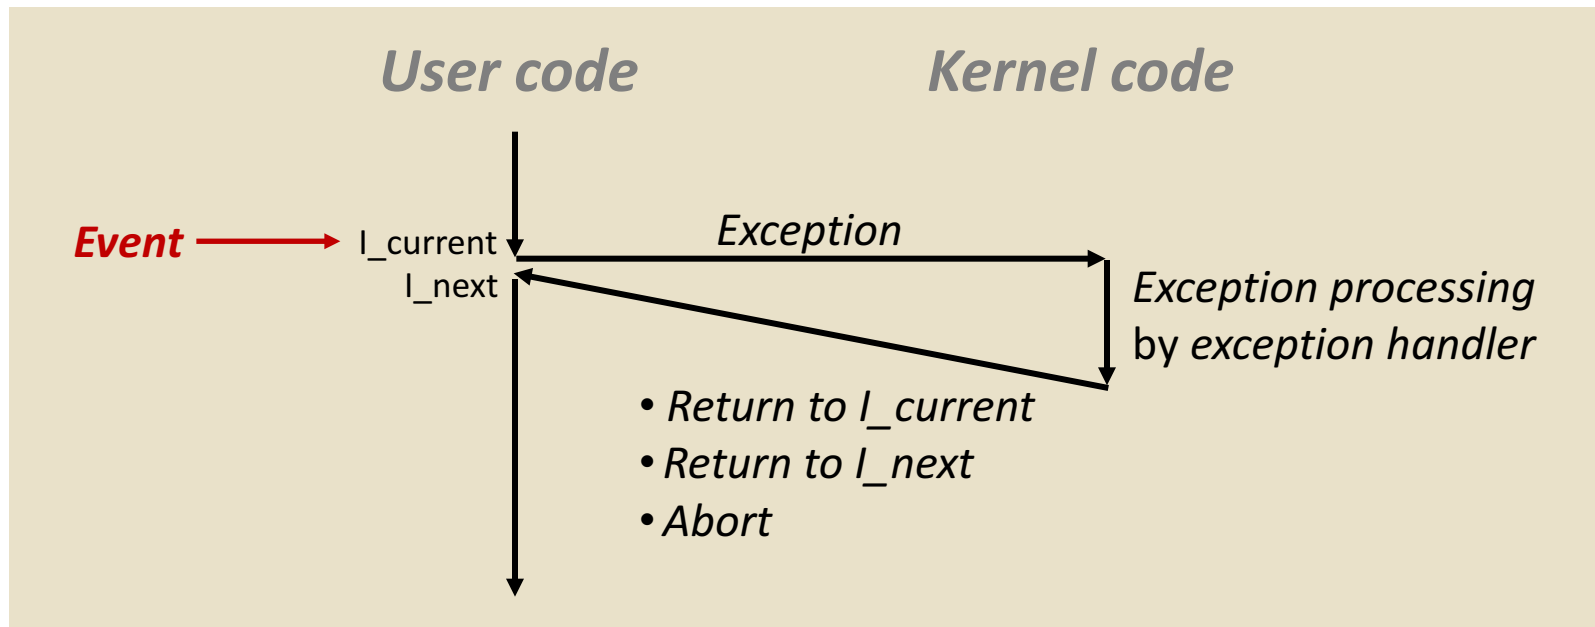 User code
Kernel code
Event
I_current
Exception
I_next
Exception processing
by exception handler
• Return to I_current
• Return to I_next
• Abort